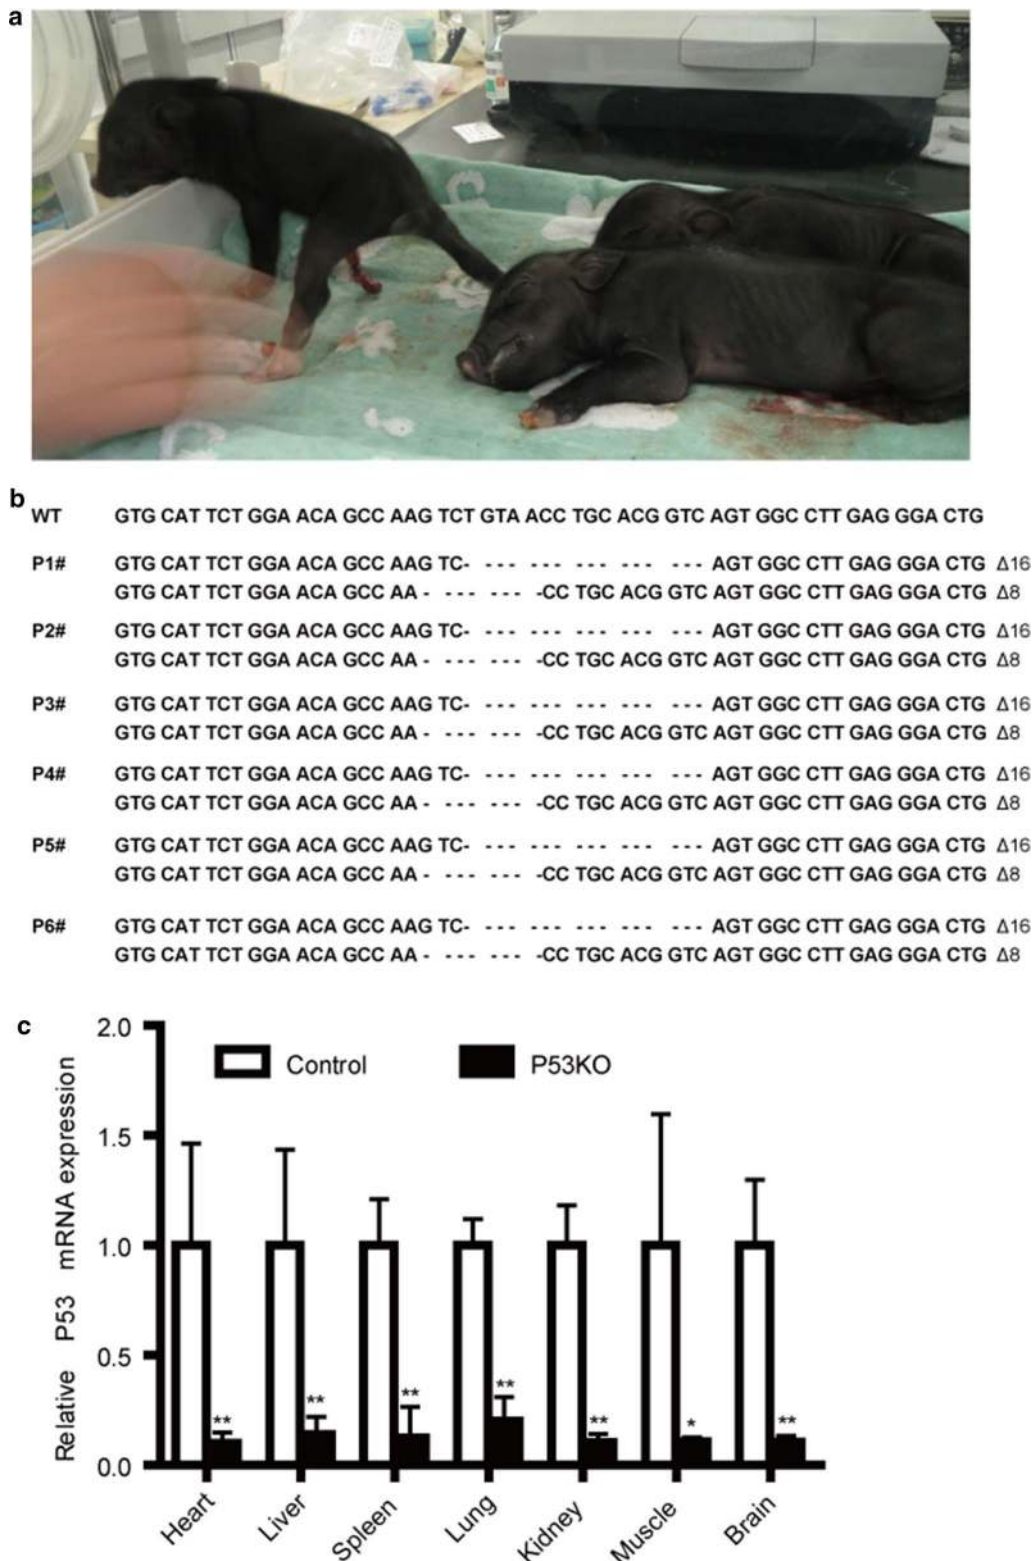 a
b
WT GTG CAT TCT GGA ACA GCC AAG TCT GTA ACC TGC ACG GTC AGT GGC CTT GAG GGA CTG
P1# GTG CAT TCT GGA ACA GCC AAG TC- --- --- --- --- --- AGT GGC CTT GAG GGA CTG Δ16
GTG CAT TCT GGA ACA GCC AA- --- --- -CC TGC ACG GTC AGT GGC CTT GAG GGA CTG Δ8
P2# GTG CAT TCT GGA ACA GCC AAG TC- --- --- --- --- --- AGT GGC CTT GAG GGA CTG Δ16
GTG CAT TCT GGA ACA GCC AA- --- --- -CC TGC ACG GTC AGT GGC CTT GAG GGA CTG Δ8
P3# GTG CAT TCT GGA ACA GCC AAG TC- --- --- --- --- --- AGT GGC CTT GAG GGA CTG Δ16
GTG CAT TCT GGA ACA GCC AA- --- --- -CC TGC ACG GTC AGT GGC CTT GAG GGA CTG Δ8
P4# GTG CAT TCT GGA ACA GCC AAG TC- --- --- --- --- --- AGT GGC CTT GAG GGA CTG Δ16
GTG CAT TCT GGA ACA GCC AA- --- --- -CC TGC ACG GTC AGT GGC CTT GAG GGA CTG Δ8
P5# GTG CAT TCT GGA ACA GCC AAG TC- --- --- --- --- --- AGT GGC CTT GAG GGA CTG Δ16
GTG CAT TCT GGA ACA GCC AA- --- --- -CC TGC ACG GTC AGT GGC CTT GAG GGA CTG Δ8
P6# GTG CAT TCT GGA ACA GCC AAG TC- --- --- --- --- --- AGT GGC CTT GAG GGA CTG Δ16
GTG CAT TCT GGA ACA GCC AA- --- --- -CC TGC ACG GTC AGT GGC CTT GAG GGA CTG Δ8
c
Relative P53 mRNA expression
2.0
1.5
1.0
0.5
0.0
Control P53KO
** ** ** ** ** * **
Heart Liver Spleen Lung Kidney Muscle Brain